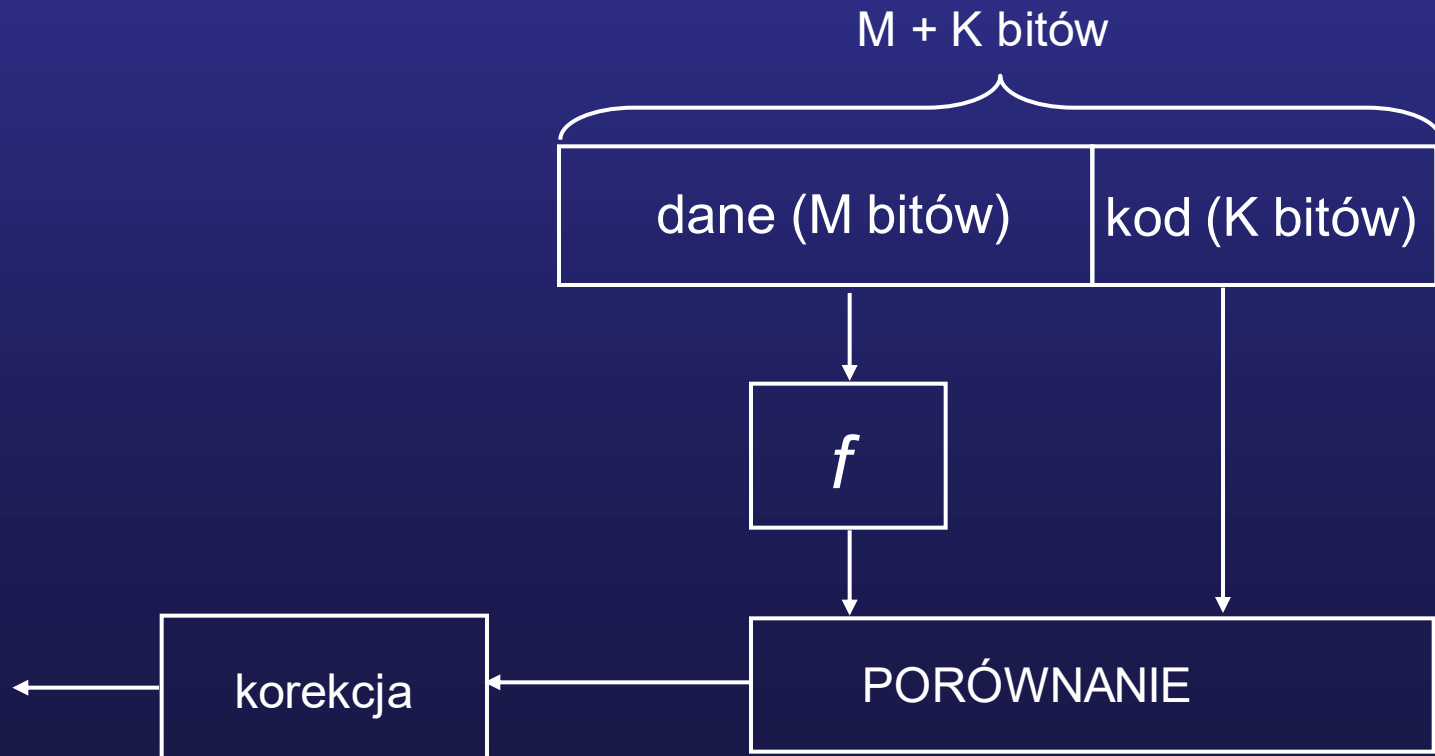 M + K bitów
dane (M bitów)
kod (K bitów)
f
korekcja
PORÓWNANIE